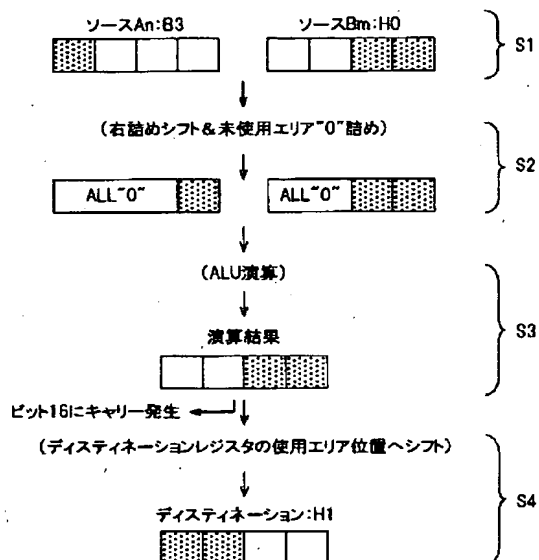 ソースAn:B3
ソースBm:H0
S1
(右詰めシフト&未使用エリア"0"詰め)
S2
ALL"0"
ALL"0"
(ALU演算)
S3
演算結果
ビット16にキャリー発生
(ディスティネーションレジスタの使用エリア位置へシフト)
S4
ディスティネーション:H1